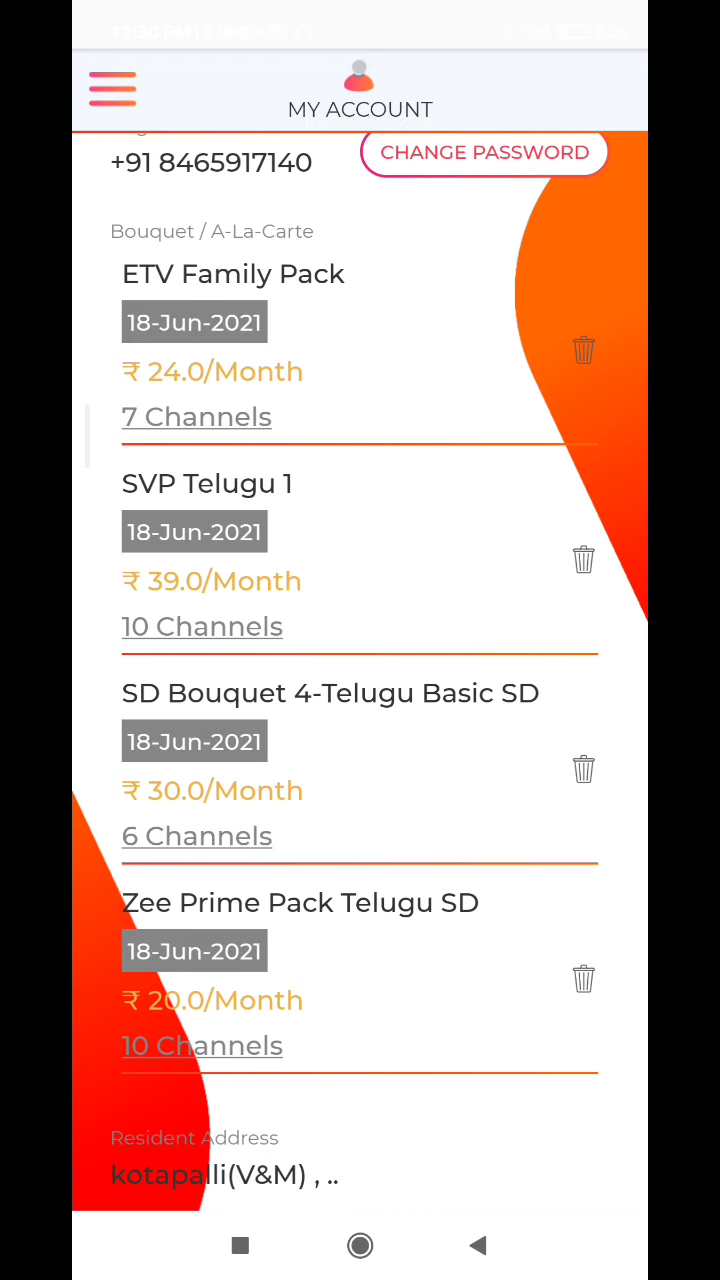 MY ACCOUNT
+91 8465917140
CHANGE PASSWORD
Bouquet / A-La-Carte
ETV Family Pack
18-Jun-2021
₹ 24.0/Month
7 Channels
SVP Telugu 1
18-Jun-2021
₹ 39.0/Month
10 Channels
SD Bouquet 4-Telugu Basic SD
18-Jun-2021
₹ 30.0/Month
6 Channels
Zee Prime Pack Telugu SD
18-Jun-2021
₹ 20.0/Month
10 Channels
Resident Address
kotapalli(V&M) , ..